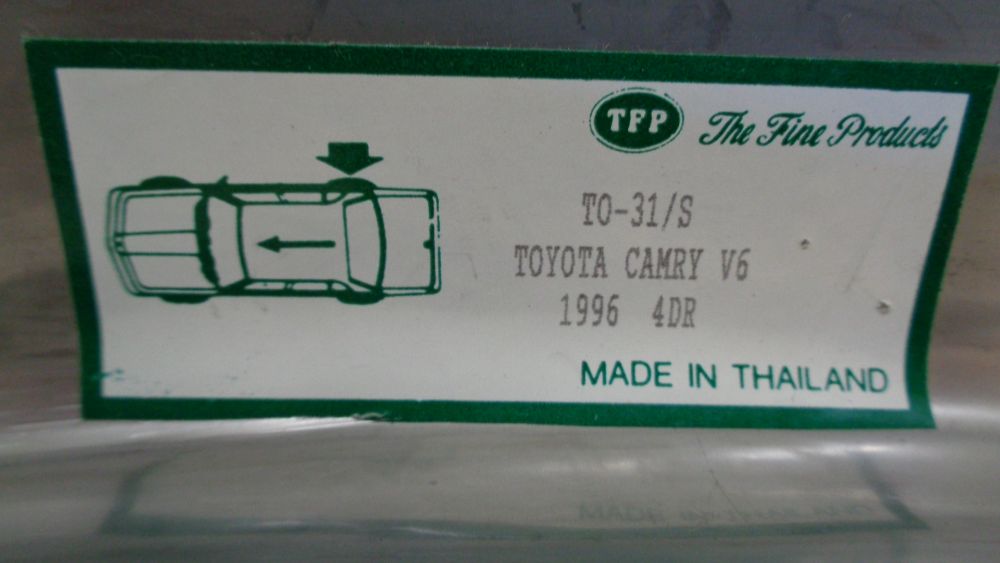 TFP The Fine Products
TO-31/S
TOYOTA CAMRY V6
1996 4DR
MADE IN THAILAND